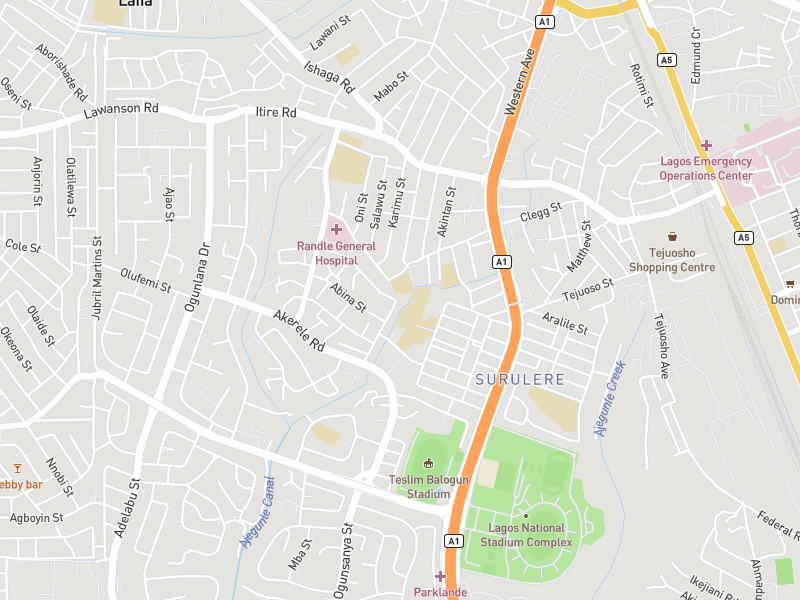 Lawani St
A1
Aborishade Rd
Ishaga Rd
Mabo St
Western Ave
A5
Edmund Cr
Rotimi St
Oseni St
Lawanson Rd
Itire Rd
Lagos Emergency
Operations Center
Anjorin St
Olatilewa St
Ajao St
Oni St
Salawu St
Karimu St
Akintan St
Clegg St
Matthew St
Randle General
Hospital
Cole St
Jubril Martins St
Olufemi St
Ogunlana Dr
A1
A5
Tejuosho
Shopping Centre
Abina St
Tejuoso St
Olaide St
Okeona St
Akerele Rd
Aralile St
Tejuosho Ave
SURULERE
Ajegunle Creek
Nnobi St
ebby bar
Agboyin St
Adelabu St
Ajegunle Canal
Teslim Balogun
Stadium
Lagos National
Stadium Complex
Mba St
Ogunsanya St
A1
Parklande
Federal R
Ahmadu
Ikejiani Rd